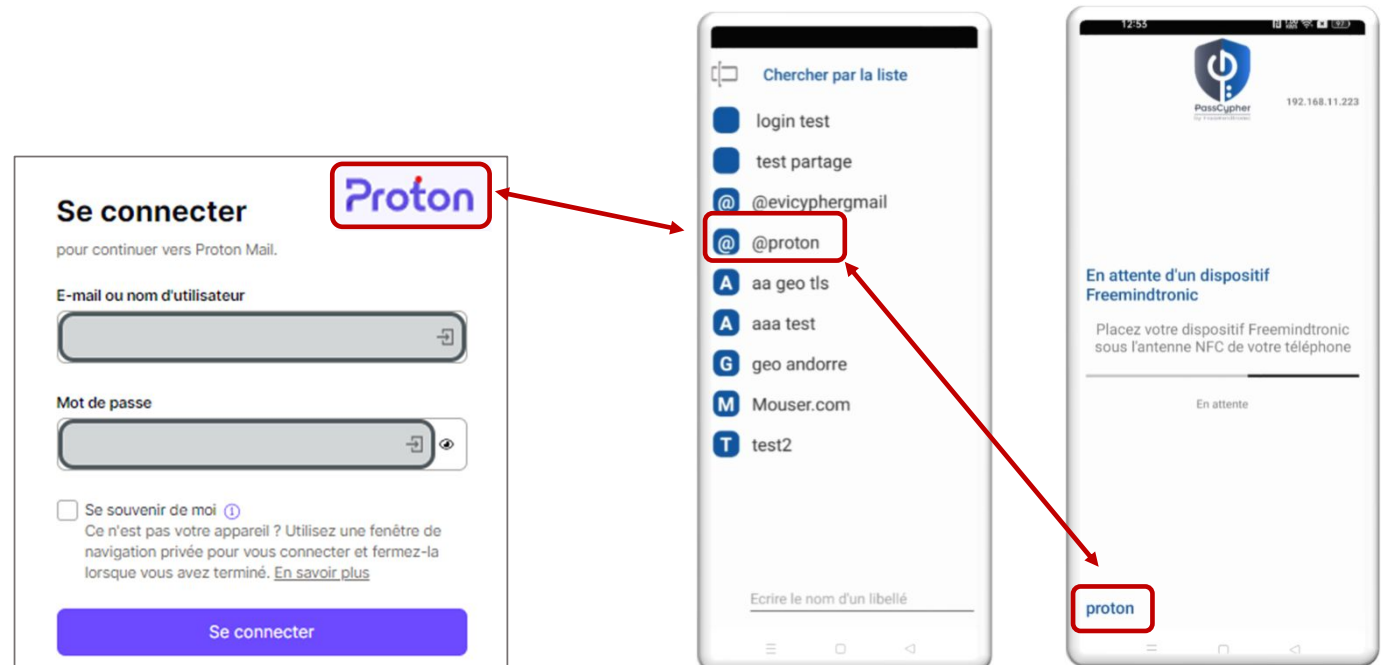 Proton
Se connecter
pour continuer vers Proton Mail.
E-mail ou nom d'utilisateur
Mot de passe
Se souvenir de moi
Ce n'est pas votre appareil ? Utilisez une fenêtre de
navigation privée pour vous connecter et fermez-la
lorsque vous avez terminé. En savoir plus
Se connecter
Chercher par la liste
login test
test partage
@ @evicyphergmail
@ @proton
A aa geo tls
A aaa test
G geo andorre
M Mouser.com
T test2
Ecrire le nom d'un libellé
12:55
PassCypher
192.168.11.223
En attente d'un dispositif
Freemindtronic
Placez votre dispositif Freemindtronic
sous l'antenne NFC de votre téléphone
En attente
proton